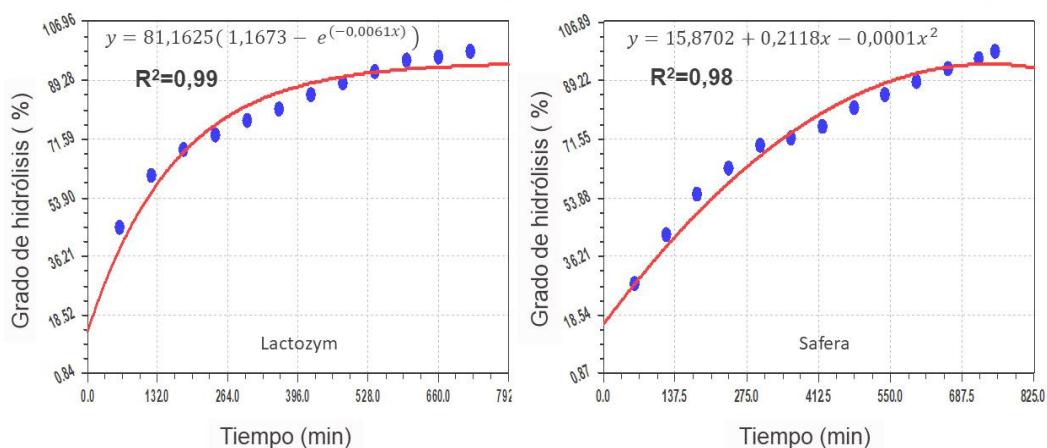 106.96
89.28
71.59
53.90
36.21
18.52
0.84
Grado de hidrólisis ( %)
y = 81,1625( 1,1673 − e^(−0,0061x))
R²=0,99
Lactozym
0.0 132.0 264.0 396.0 528.0 660.0 792
Tiempo (min)
106.89
89.22
71.55
53.88
36.21
18.54
0.87
Grado de hidrólisis ( %)
y = 15,8702 + 0,2118x − 0,0001x²
R²=0,98
Safera
0.0 137.5 275.0 412.5 550.0 687.5 825.0
Tiempo (min)